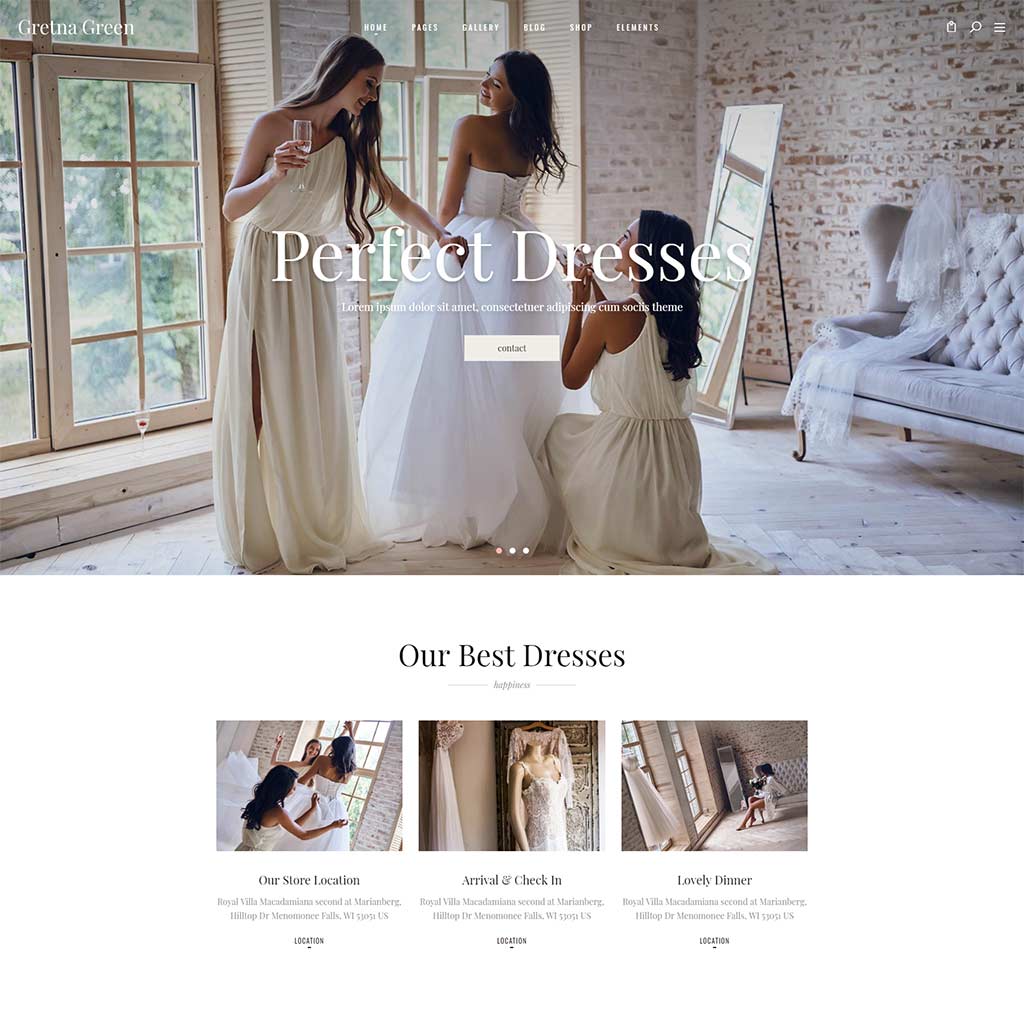 Gretna Green
HOME PAGES GALLERY BLOG SHOP ELEMENTS
Perfect Dresses
Lorem ipsum dolor sit amet, consectetuer adipiscing cum sociis theme
contact
Our Best Dresses
happiness
Our Store Location
Royal Villa Macadamiana second at Marianberg,
Hilltop Dr Menomonee Falls, WI 53051 US
LOCATION
Arrival & Check In
Royal Villa Macadamiana second at Marianberg,
Hilltop Dr Menomonee Falls, WI 53051 US
LOCATION
Lovely Dinner
Royal Villa Macadamiana second at Marianberg,
Hilltop Dr Menomonee Falls, WI 53051 US
LOCATION